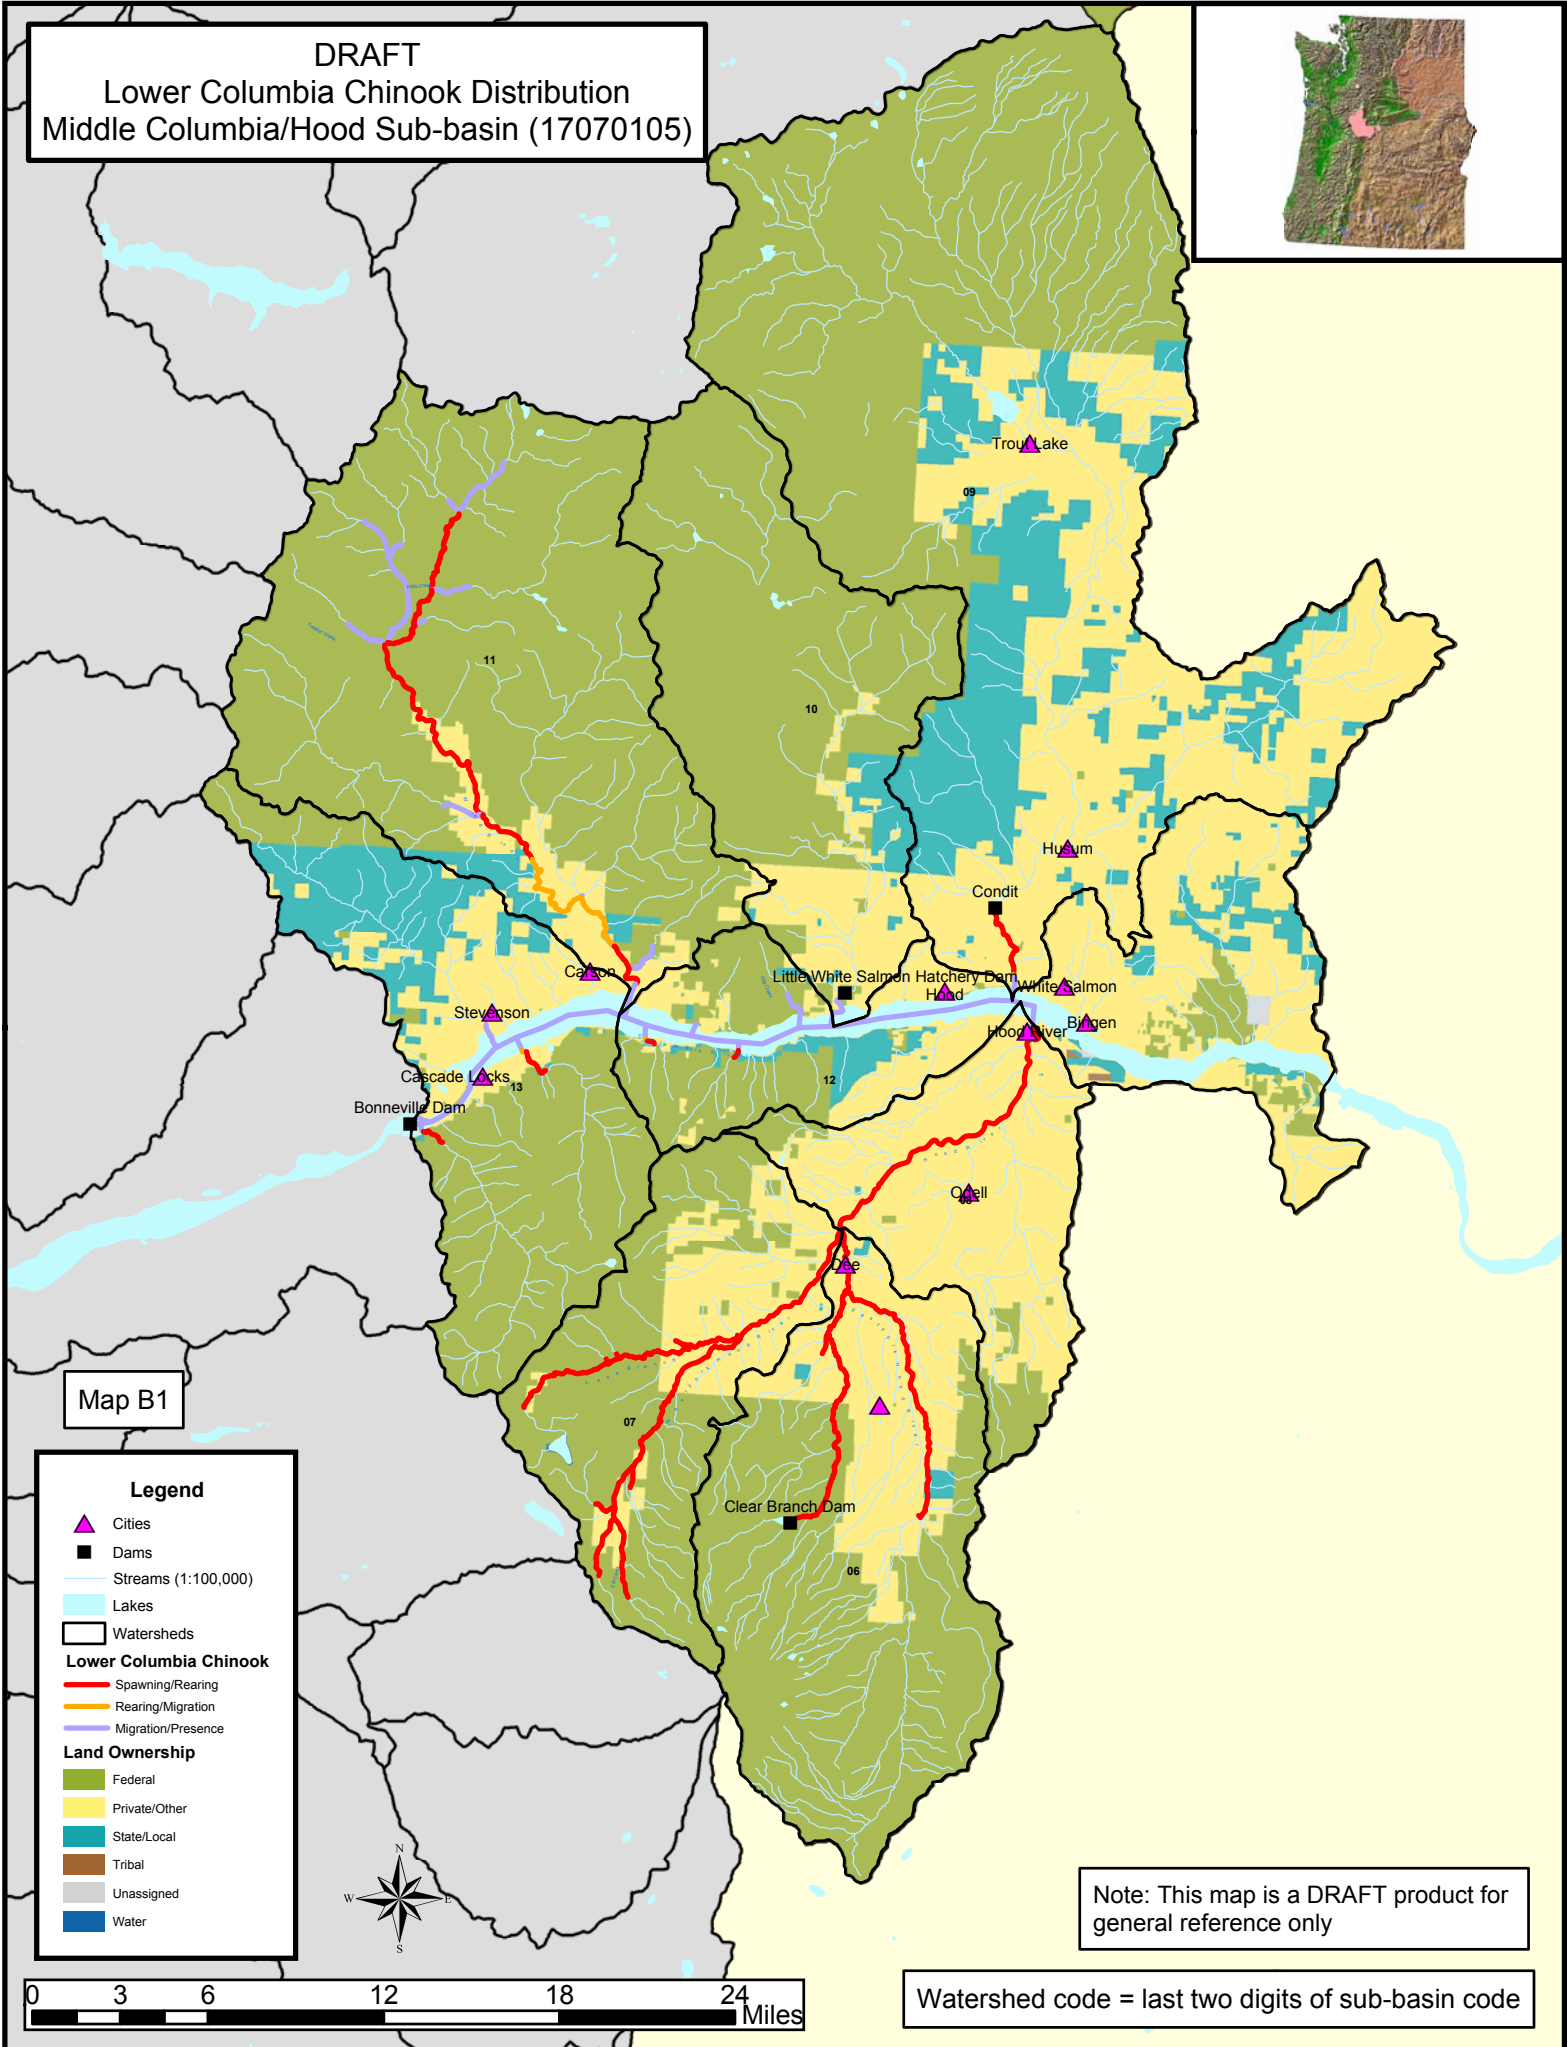 DRAFT
Lower Columbia Chinook Distribution
Middle Columbia/Hood Sub-basin (17070105)
Trout Lake
09
11
10
Husum
Condit
Carson
Little White Salmon Hatchery Dam
Hood
White Salmon
Stevenson
Bingen
Hood River
Cascade Locks
13
12
Bonneville Dam
Odell
Dee
Map B1
07
Clear Branch Dam
06
Legend
Cities
Dams
Streams (1:100,000)
Lakes
Watersheds
Lower Columbia Chinook
Spawning/Rearing
Rearing/Migration
Migration/Presence
Land Ownership
Federal
Private/Other
State/Local
Tribal
Unassigned
Water
N
W
E
S
Note: This map is a DRAFT product for
general reference only
Watershed code = last two digits of sub-basin code
0 3 6 12 18 24
Miles